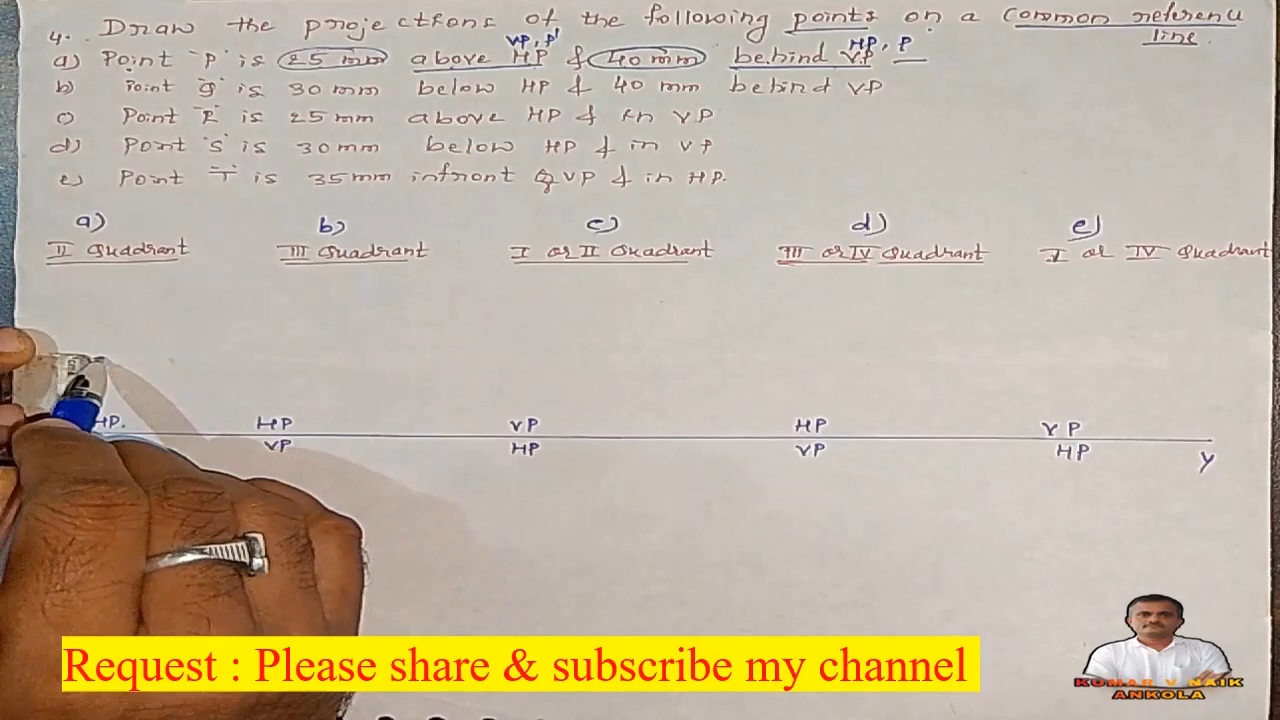 4. Draw the projections of the following points on a common reference
line.
VP, p' HP, P
a) Point "P" is 25 mm above HP & 40 mm behind VP
b) Point "Q" is 30 mm below HP & 40 mm behind VP
c) Point "R" is 25 mm above HP & in VP
d) Point "S" is 30 mm below HP & in VP
e) Point "T" is 35 mm infront of VP & in HP.
a) b) c) d) e)
II Quadrant III Quadrant I or II Quadrant III or IV Quadrant I or IV Quadrant
HP. HP VP HP VP
VP HP VP HP
y
Request : Please share & subscribe my channel
KUMAR V NAIK
ANKOLA